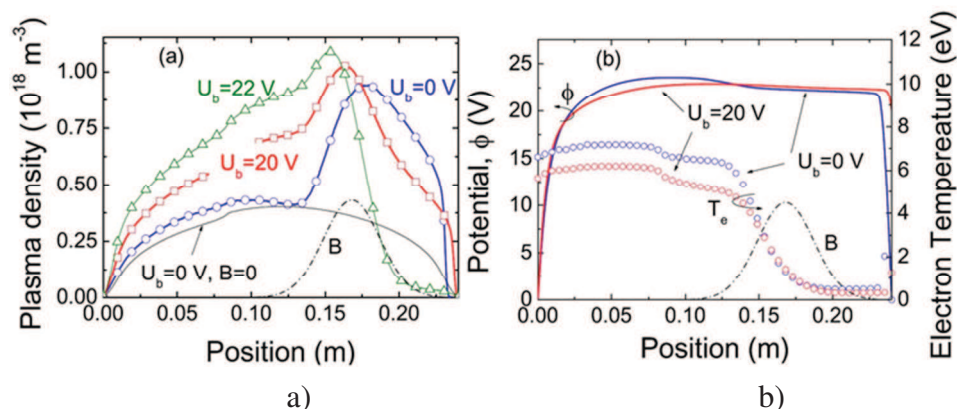 (a)
U_b=22 V
U_b=0 V
U_b=20 V
B
U_b=0 V, B=0
1.00
0.75
0.50
0.25
0.00
0.00 0.05 0.10 0.15 0.20
Plasma density (10^18 m^-3)
Position (m)
a)
(b)
ϕ
U_b=20 V
U_b=0 V
T_e
B
25
20
15
10
5
0
0.00 0.05 0.10 0.15 0.20
12
10
8
6
4
2
0
Potential, ϕ (V)
Electron Tempereature (eV)
Position (m)
b)